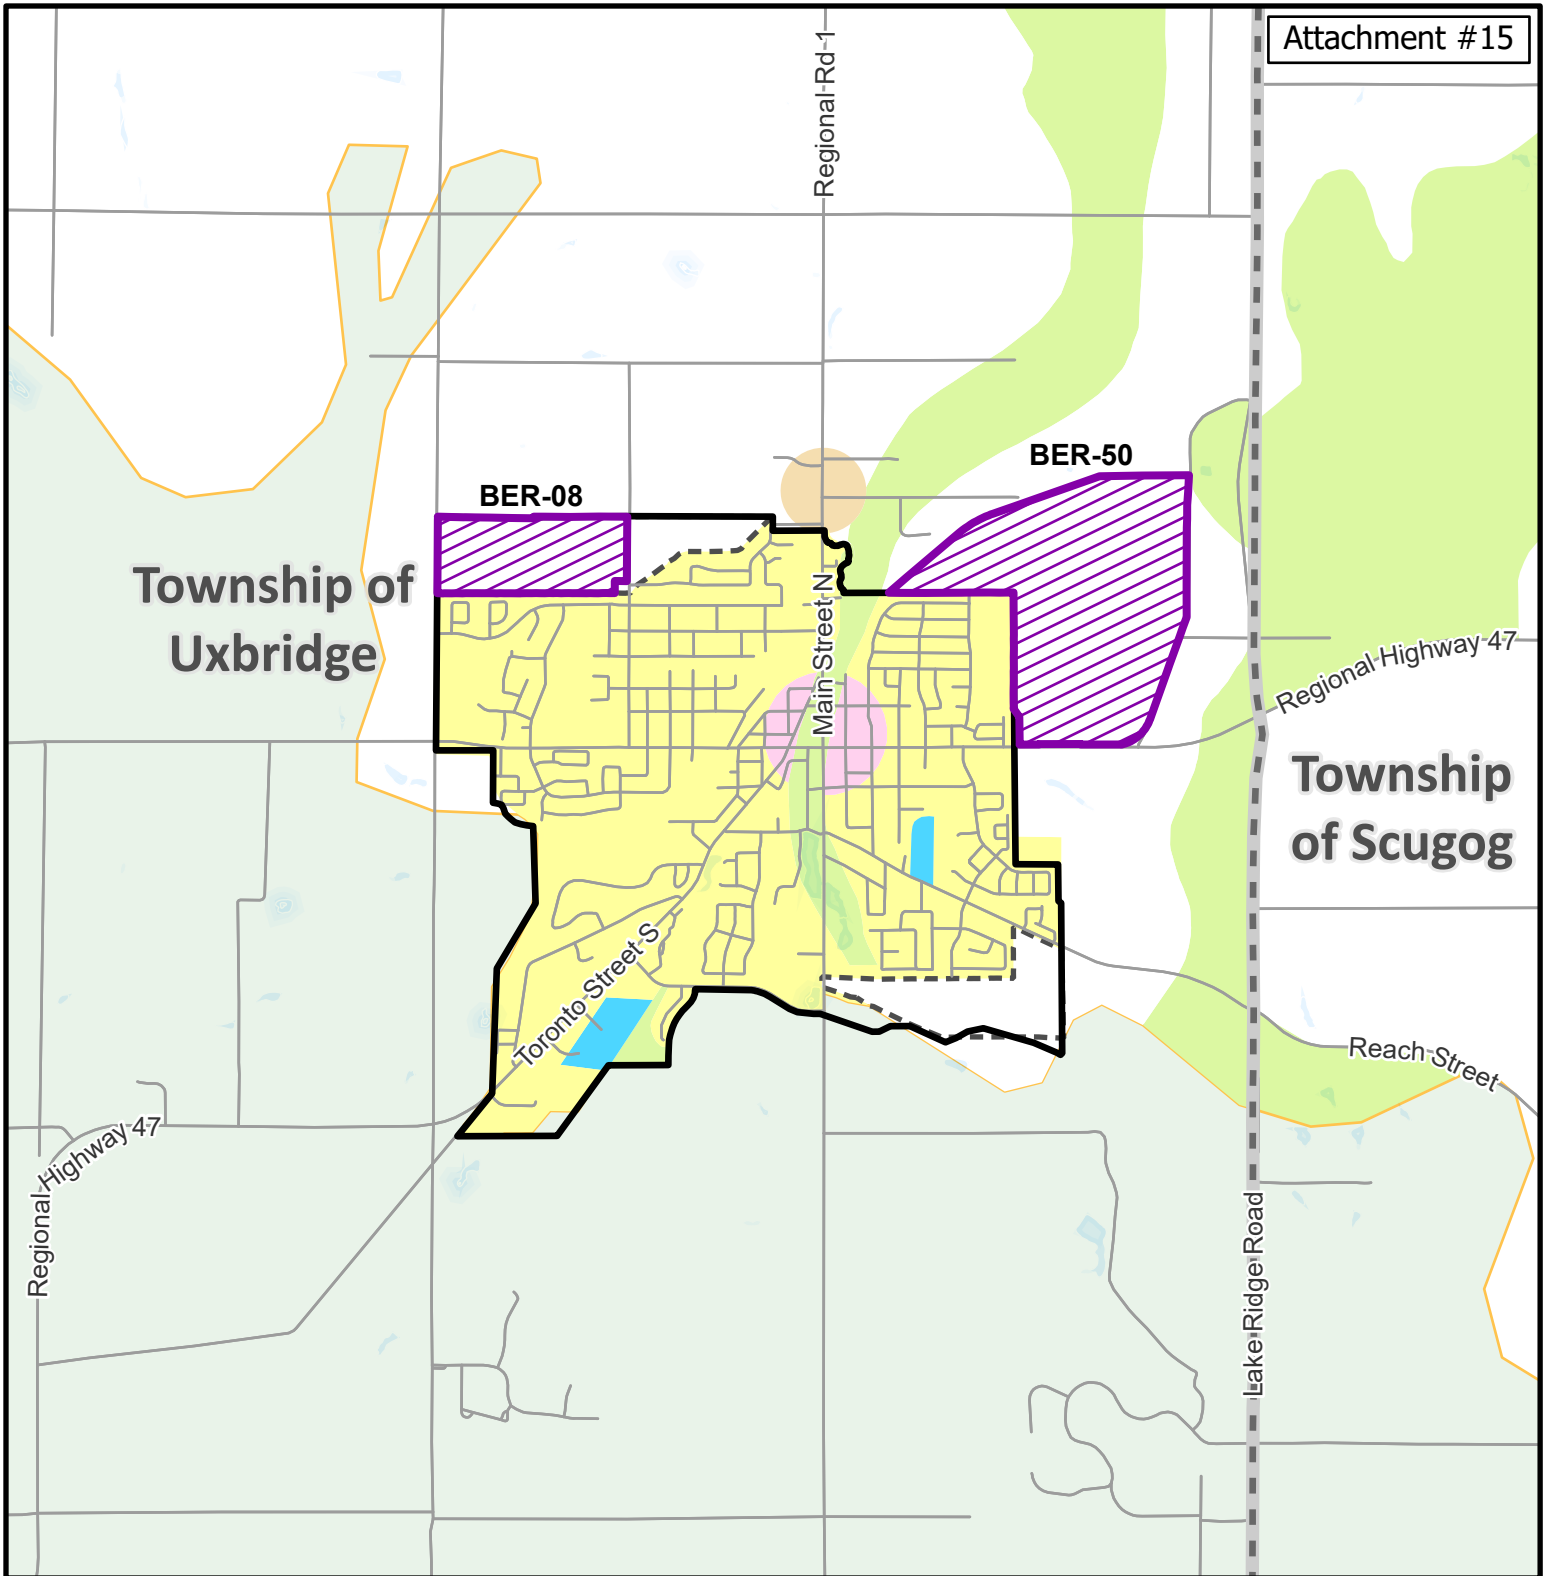 Attachment #15
Regional Rd 1
BER-50
BER-08
Township of
Uxbridge
Main Street N
Regional Highway 47
Township
of Scugog
Toronto Street S
Reach Street
Regional Highway 47
Lake Ridge Road